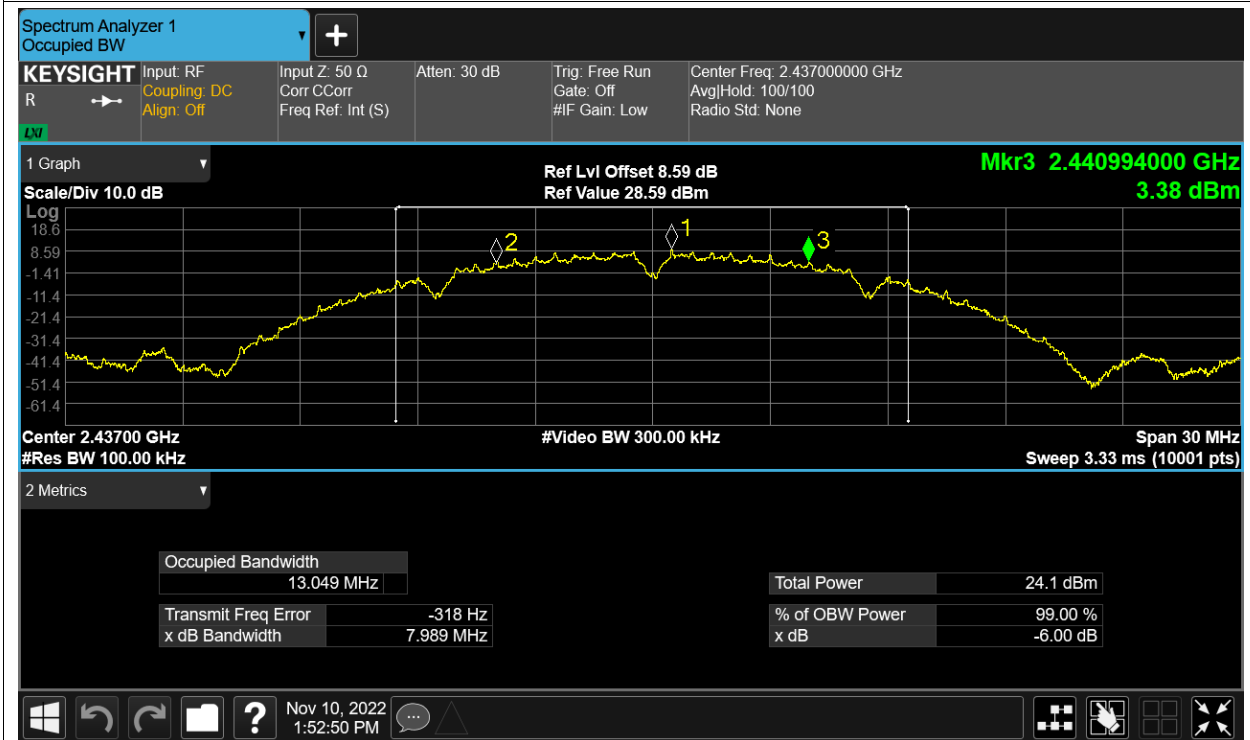 Spectrum Analyzer 1
Occupied BW
KEYSIGHT
R
LXI
Input: RF
Coupling: DC
Align: Off
Input Z: 50 Ω
Corr CCorr
Freq Ref: Int (S)
Atten: 30 dB
Trig: Free Run
Gate: Off
#IF Gain: Low
Center Freq: 2.437000000 GHz
Avg|Hold: 100/100
Radio Std: None
1 Graph
Scale/Div 10.0 dB
Ref Lvl Offset 8.59 dB
Ref Value 28.59 dBm
Mkr3 2.440994000 GHz
3.38 dBm
Log
18.6
8.59
-1.41
-11.4
-21.4
-31.4
-41.4
-51.4
-61.4
2
1
3
Center 2.43700 GHz
#Res BW 100.00 kHz
#Video BW 300.00 kHz
Span 30 MHz
Sweep 3.33 ms (10001 pts)
2 Metrics
Occupied Bandwidth
13.049 MHz
Transmit Freq Error -318 Hz
x dB Bandwidth 7.989 MHz
Total Power 24.1 dBm
% of OBW Power 99.00 %
x dB -6.00 dB
?
Nov 10, 2022
1:52:50 PM